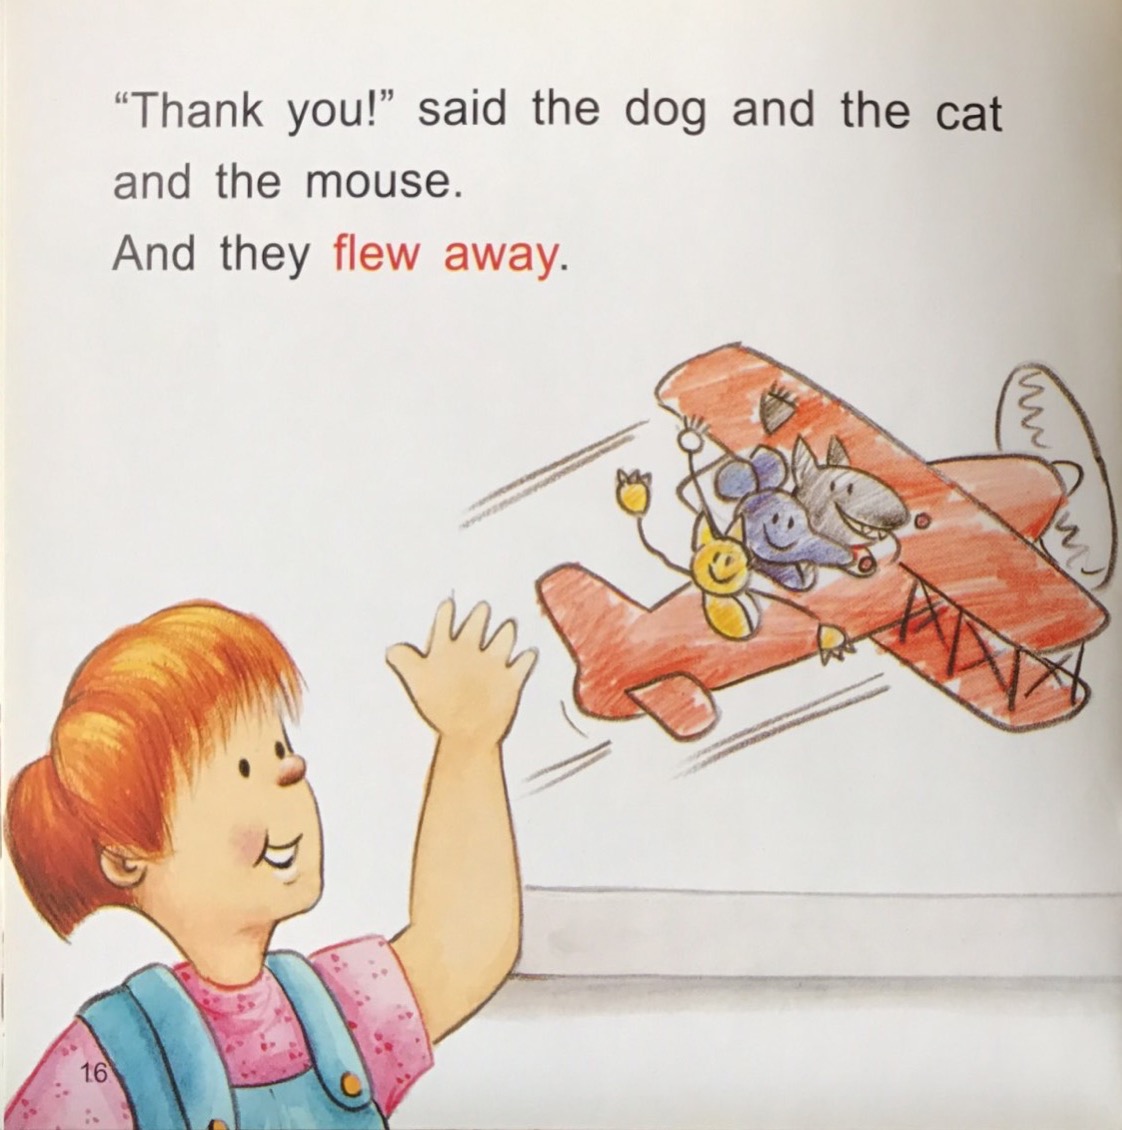 “Thank you!” said the dog and the cat
and the mouse.
And they flew away.
16